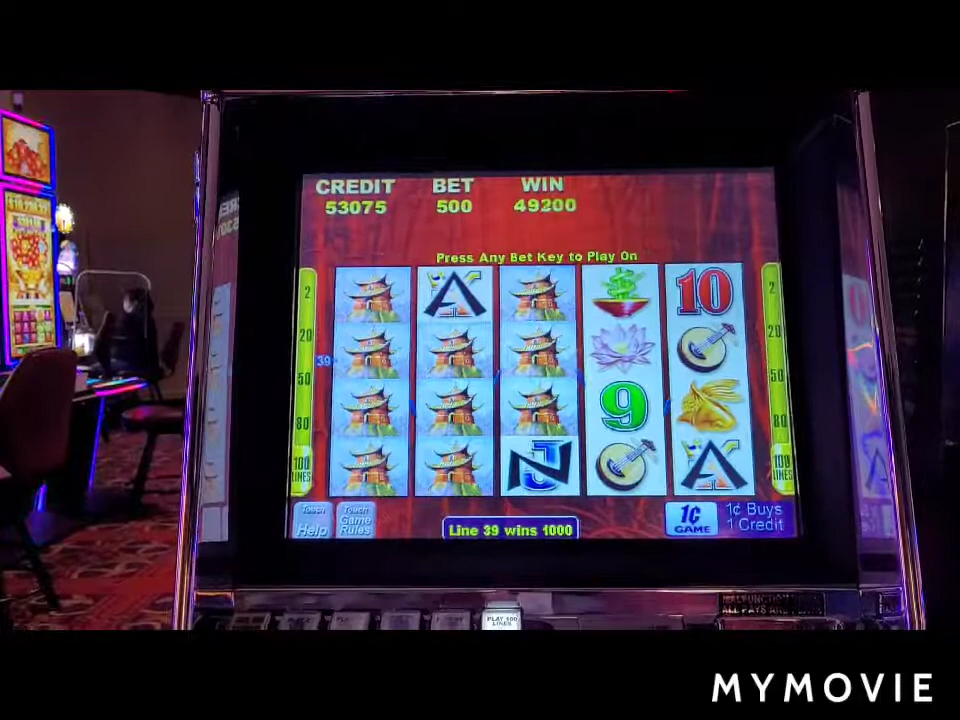 CREDIT BET WIN
53075 500 49200
Press Any Bet Key to Play On
2 2
10
20 20
39
50 50
9
80 80
100 LINES 100 LINES
Touch Touch
Help Game Rules
Line 39 wins 1000
1¢ GAME
1¢ Buys
1 Credit
PLAY 100
LINES
MALFUNCTION
ALL PAYS AND PLAYS
MYMOVIE